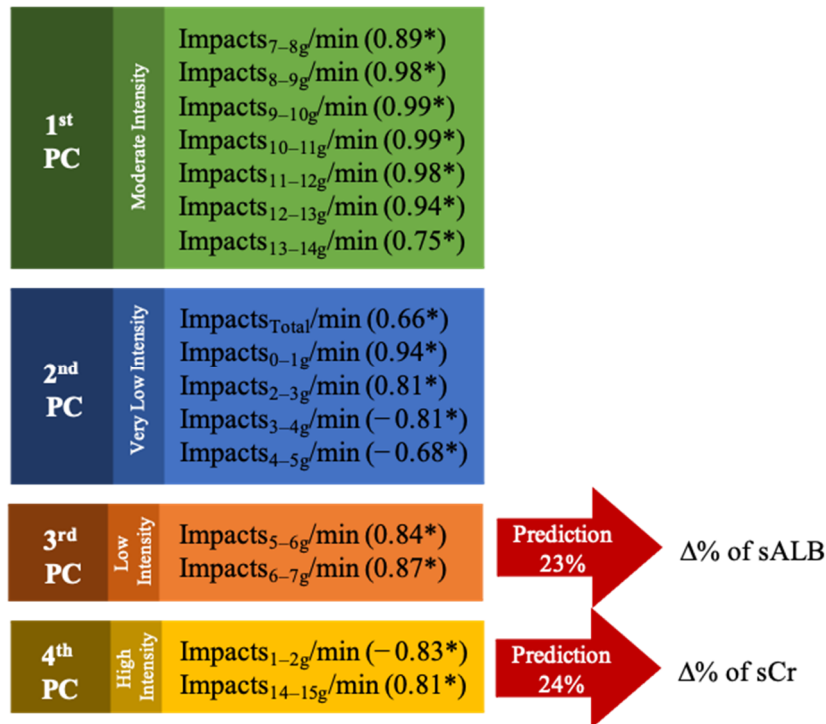 1st
PC
Moderate Intensity
Impacts7–8g/min (0.89*)
Impacts8–9g/min (0.98*)
Impacts9–10g/min (0.99*)
Impacts10–11g/min (0.99*)
Impacts11–12g/min (0.98*)
Impacts12–13g/min (0.94*)
Impacts13–14g/min (0.75*)
2nd
PC
Very Low Intensity
ImpactsTotal/min (0.66*)
Impacts0–1g/min (0.94*)
Impacts2–3g/min (0.81*)
Impacts3–4g/min (− 0.81*)
Impacts4–5g/min (− 0.68*)
3rd
PC
Low
Intensity
Impacts5–6g/min (0.84*)
Impacts6–7g/min (0.87*)
Prediction
23%
Δ% of sALB
4th
PC
High
Intensity
Impacts1–2g/min (− 0.83*)
Impacts14–15g/min (0.81*)
Prediction
24%
Δ% of sCr